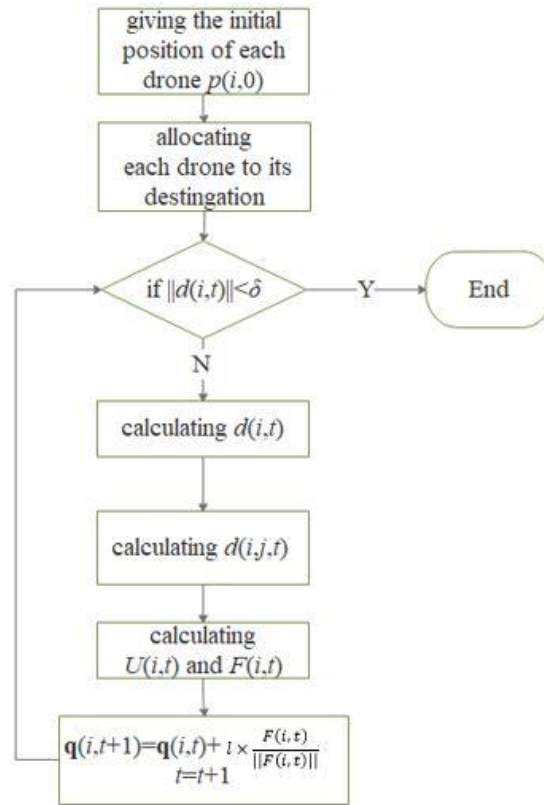 giving the initial
position of each
drone p(i,0)
allocating
each drone to its
destingation
if ||d(i,t)||<δ
Y
End
N
calculating d(i,t)
calculating d(i,j,t)
calculating
U(i,t) and F(i,t)
q(i,t+1)=q(i,t)+ l × F(i,t) / ||F(i,t)||
t=t+1